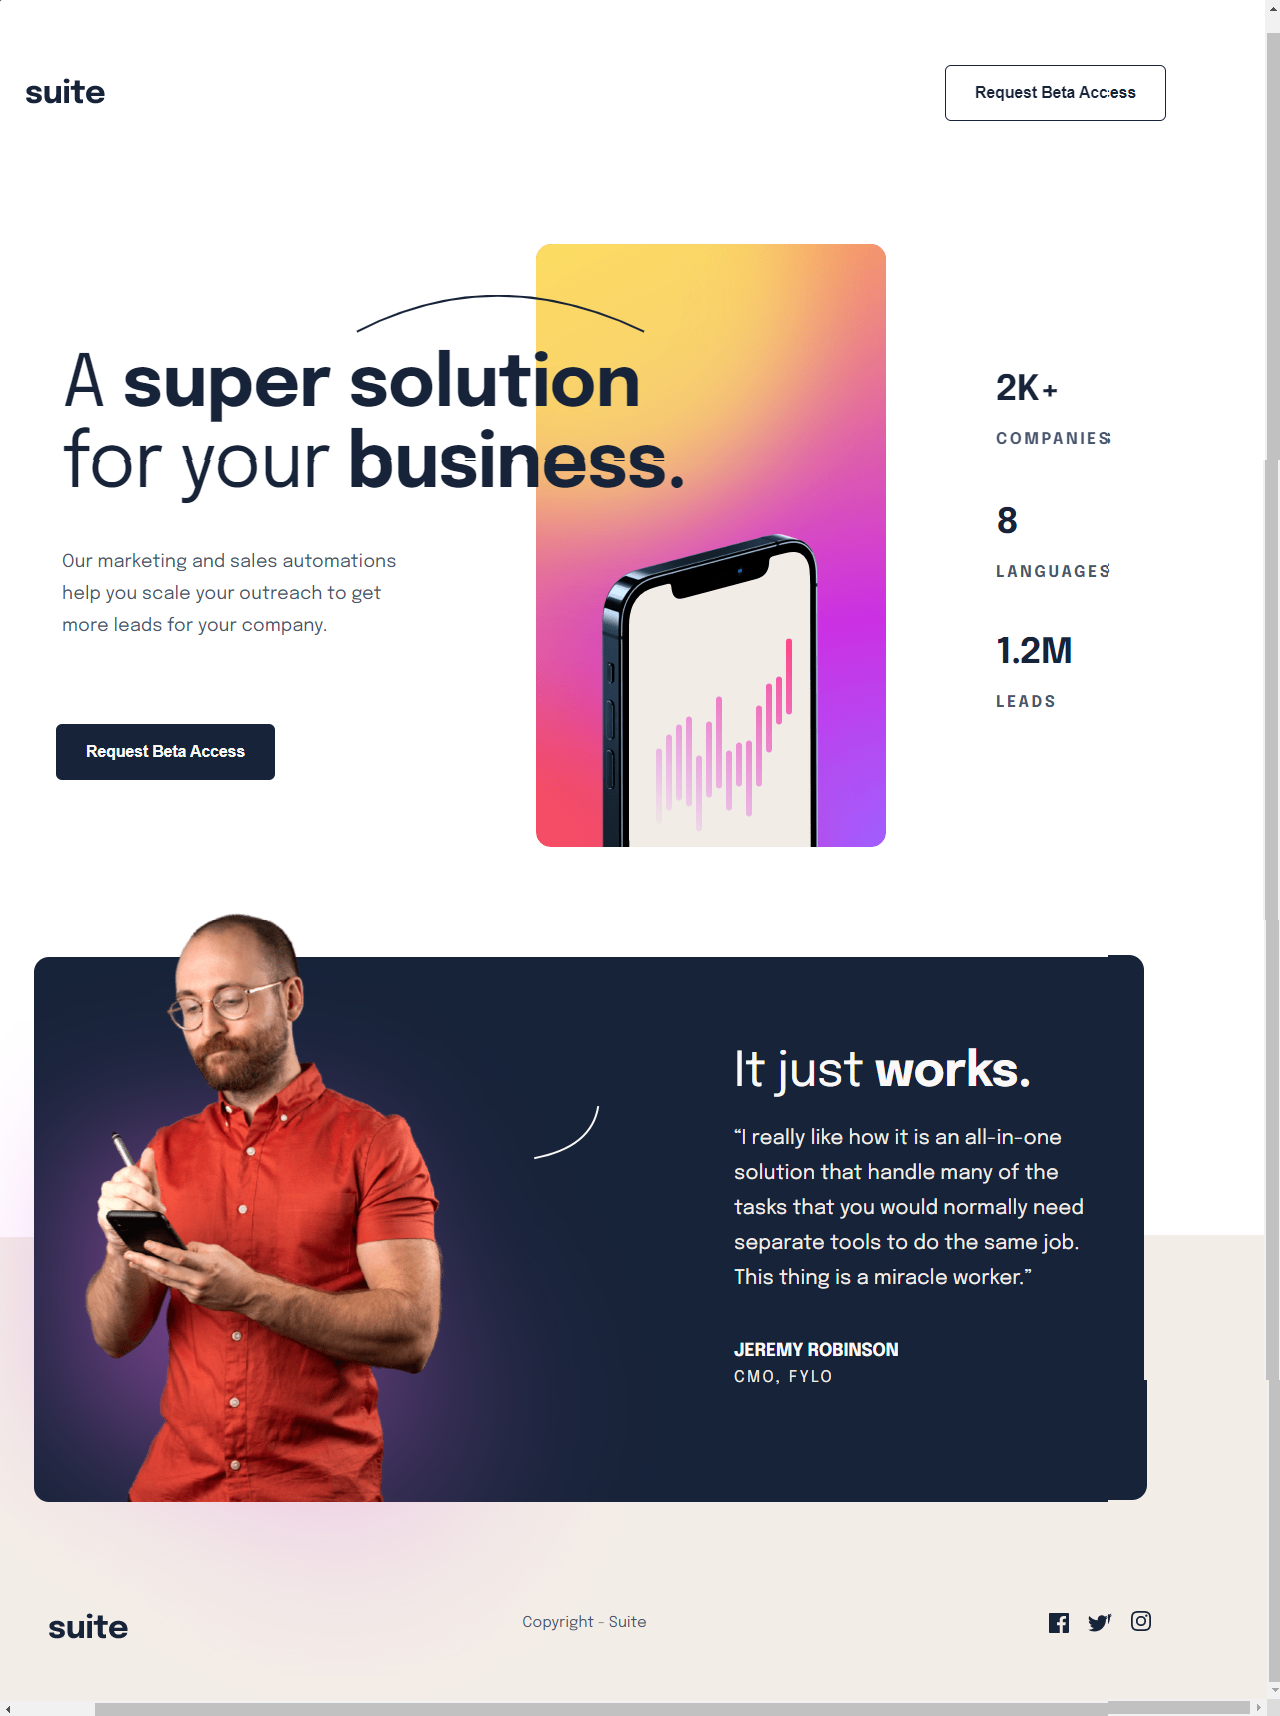 suite
Request Beta Access
A super solution
for your business.
Our marketing and sales automations
help you scale your outreach to get
more leads for your company.
Request Beta Access
2K+
COMPANIES
8
LANGUAGES
1.2M
LEADS
It just works.
“I really like how it is an all-in-one
solution that handle many of the
tasks that you would normally need
separate tools to do the same job.
This thing is a miracle worker.”
JEREMY ROBINSON
CMO, FYLO
suite
Copyright - Suite